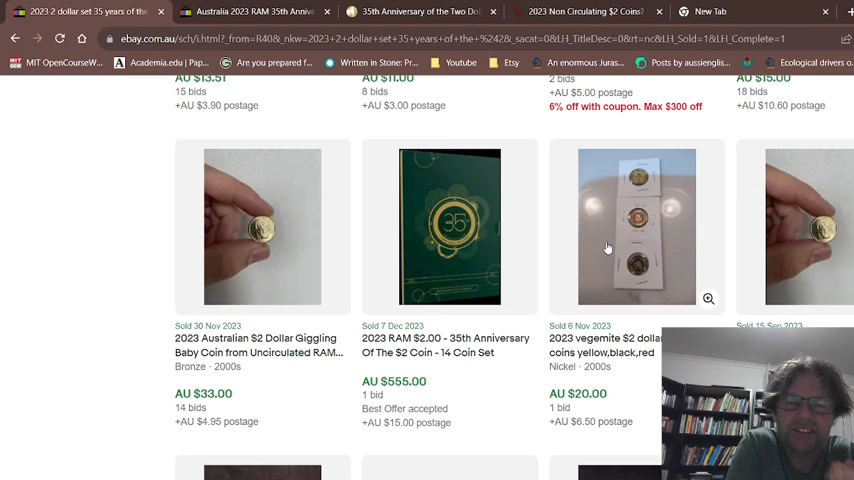 2023 2 dollar set 35 years of the
Australia 2023 RAM 35th Annive
35th Anniversary of the Two Dol
2023 Non Circulating $2 Coins?
New Tab
ebay.com.au/sch/i.html?_from=R40&_nkw=2023+2+dollar+set+35+years+of+the+%242&_sacat=0&LH_TitleDesc=0&rt=nc&LH_Sold=1&LH_Complete=1
MIT OpenCourseW...
Academia.edu | Pap...
Are you prepared f...
Written in Stone: Pr...
Youtube
Etsy
An enormous Juras...
Posts by aussienglis...
Ecological drivers o
AU $13.51
15 bids
+AU $3.90 postage
AU $11.00
8 bids
+AU $3.00 postage
2 bids
+AU $5.00 postage
6% off with coupon. Max $300 off
AU $15.00
18 bids
+AU $10.60 postage
35
Sold 30 Nov 2023
2023 Australian $2 Dollar Giggling
Baby Coin from Uncirculated RAM...
Bronze · 2000s
AU $33.00
14 bids
+AU $4.95 postage
Sold 7 Dec 2023
2023 RAM $2.00 - 35th Anniversary
Of The $2 Coin - 14 Coin Set
AU $555.00
1 bid
Best Offer accepted
+AU $15.00 postage
Sold 6 Nov 2023
2023 vegemite $2 dollar
coins yellow,black,red
Nickel · 2000s
AU $20.00
1 bid
+AU $6.50 postage
Sold 15 Sep 2023